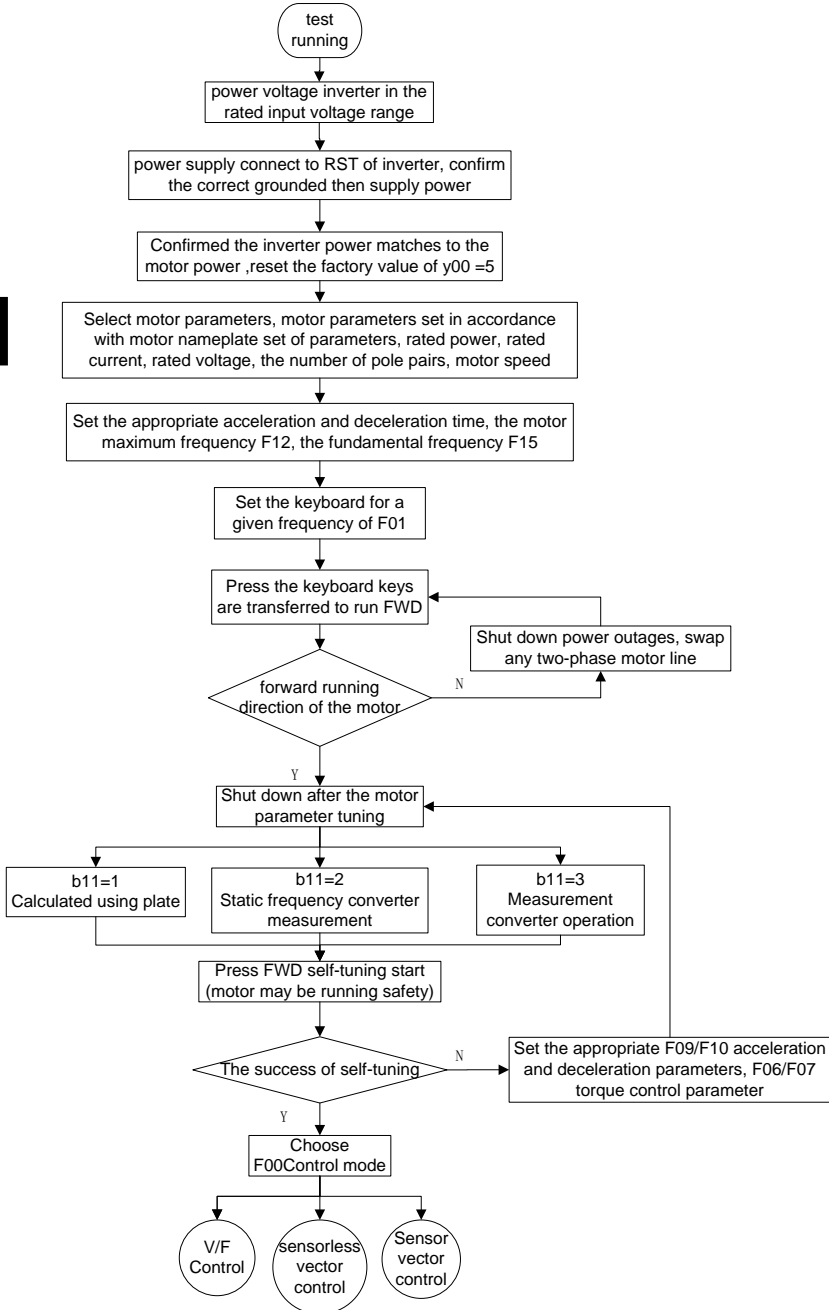 test
running
power voltage inverter in the
rated input voltage range
power supply connect to RST of inverter, confirm
the correct grounded then supply power
Confirmed the inverter power matches to the
motor power ,reset the factory value of y00 =5
Select motor parameters, motor parameters set in accordance
with motor nameplate set of parameters, rated power, rated
current, rated voltage, the number of pole pairs, motor speed
Set the appropriate acceleration and deceleration time, the motor
maximum frequency F12, the fundamental frequency F15
Set the keyboard for a
given frequency of F01
Press the keyboard keys
are transferred to run FWD
Shut down power outages, swap
any two-phase motor line
forward running
direction of the motor
N
Y
Shut down after the motor
parameter tuning
b11=1
Calculated using plate
b11=2
Static frequency converter
measurement
b11=3
Measurement
converter operation
Press FWD self-tuning start
(motor may be running safety)
The success of self-tuning
N
Set the appropriate F09/F10 acceleration
and deceleration parameters, F06/F07
torque control parameter
Y
Choose
F00Control mode
V/F
Control
sensorless
vector
control
Sensor
vector
control